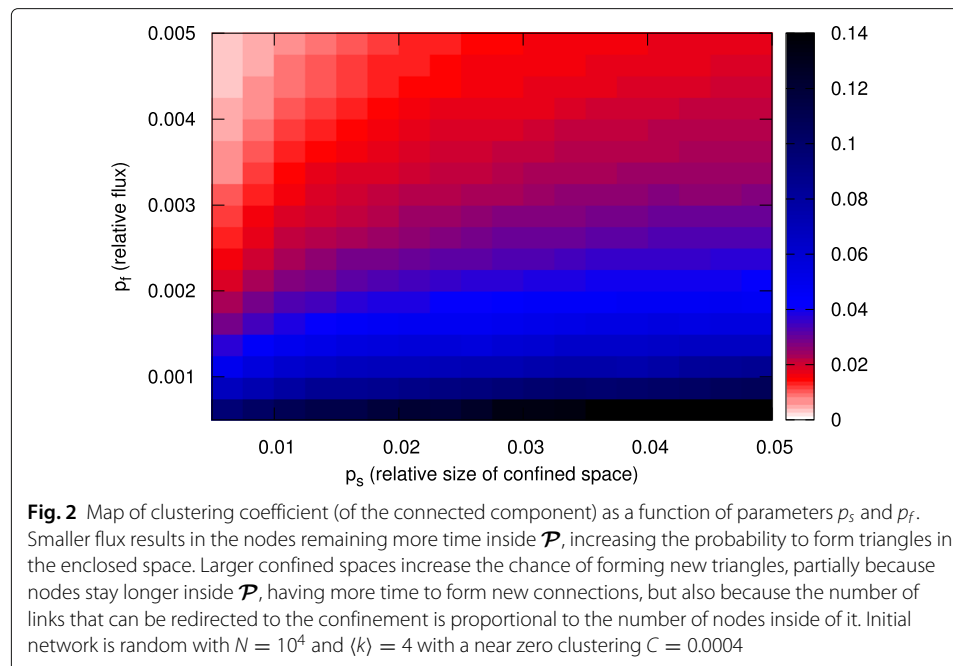 0.005
0.004
0.003
0.002
0.001
p_f (relative flux)
0.01 0.02 0.03 0.04 0.05
p_s (relative size of confined space)
0.14
0.12
0.1
0.08
0.06
0.04
0.02
0
Fig. 2 Map of clustering coefficient (of the connected component) as a function of parameters p_s and p_f.
Smaller flux results in the nodes remaining more time inside 𝓟, increasing the probability to form triangles in
the enclosed space. Larger confined spaces increase the chance of forming new triangles, partially because
nodes stay longer inside 𝓟, having more time to form new connections, but also because the number of
links that can be redirected to the confinement is proportional to the number of nodes inside of it. Initial
network is random with N = 10⁴ and ⟨k⟩ = 4 with a near zero clustering C = 0.0004